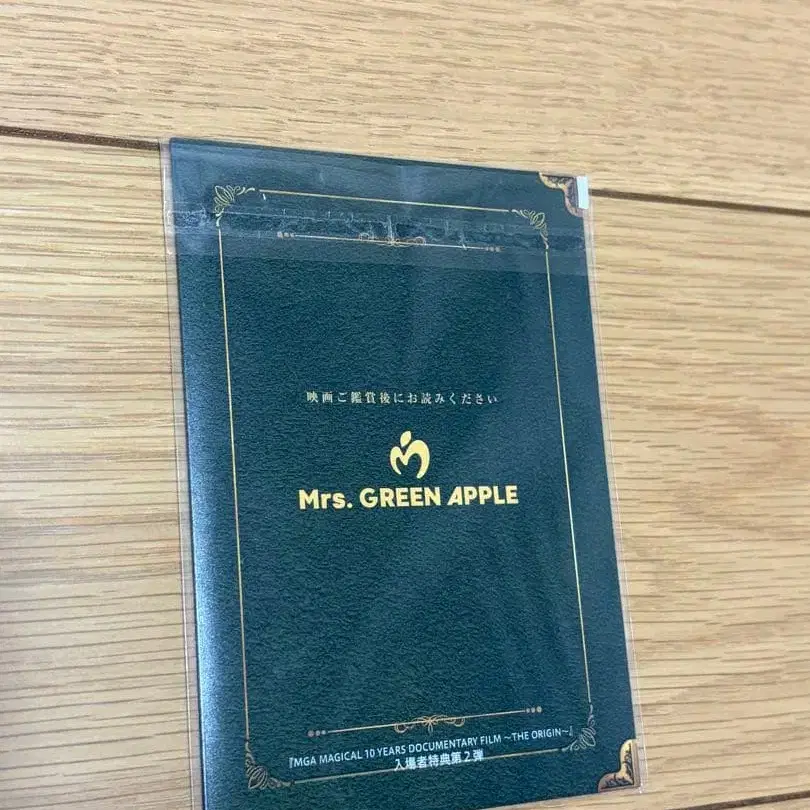 映画ご鑑賞後にお読みください
Mrs. GREEN APPLE
『MGA MAGICAL 10 YEARS DOCUMENTARY FILM ～THE ORIGIN～』
入場者特典第2弾